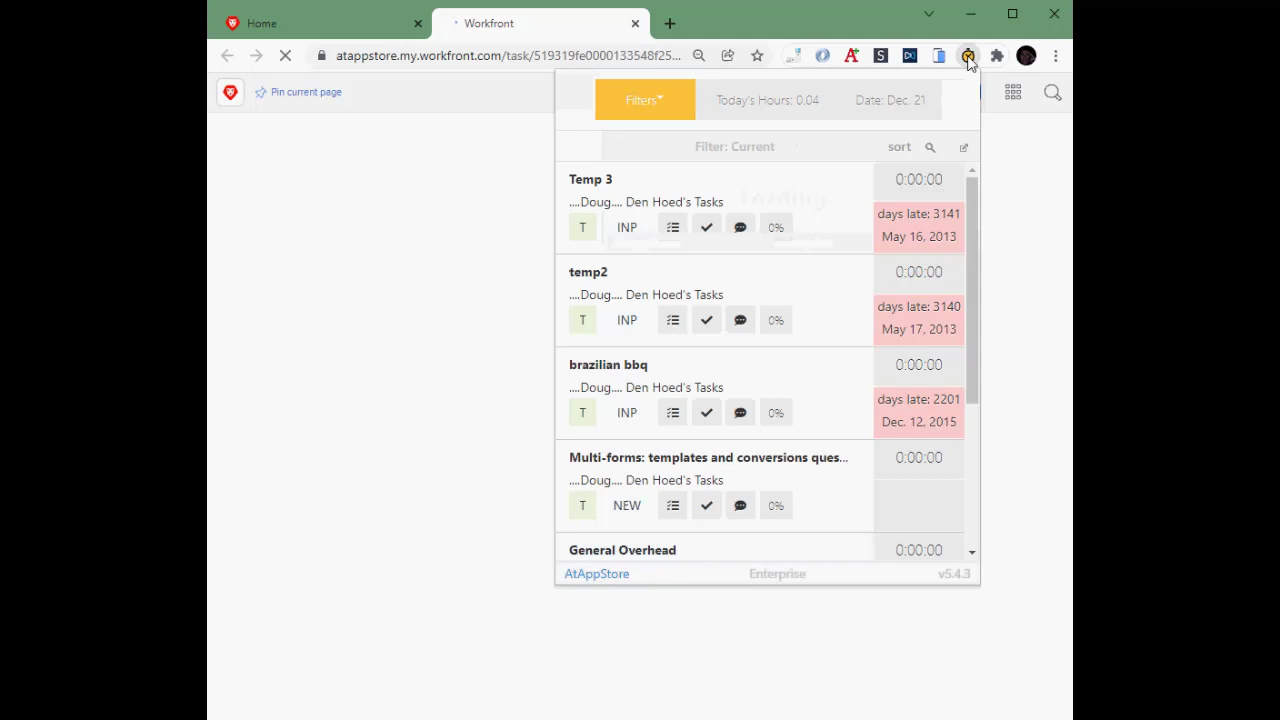 Home
Workfront
atappstore.my.workfront.com/task/519319fe0000133548f25...
Pin current page
Filters
Today's Hours: 0.04
Date: Dec. 21
Filter: Current
sort
Loading
Temp 3
0:00:00
....Doug.... Den Hoed's Tasks
days late: 3141
T
INP
0%
May 16, 2013
temp2
0:00:00
....Doug.... Den Hoed's Tasks
days late: 3140
T
INP
0%
May 17, 2013
brazilian bbq
0:00:00
....Doug.... Den Hoed's Tasks
days late: 2201
T
INP
0%
Dec. 12, 2015
Multi-forms: templates and conversions ques...
0:00:00
....Doug.... Den Hoed's Tasks
T
NEW
0%
General Overhead
0:00:00
AtAppStore
Enterprise
v5.4.3